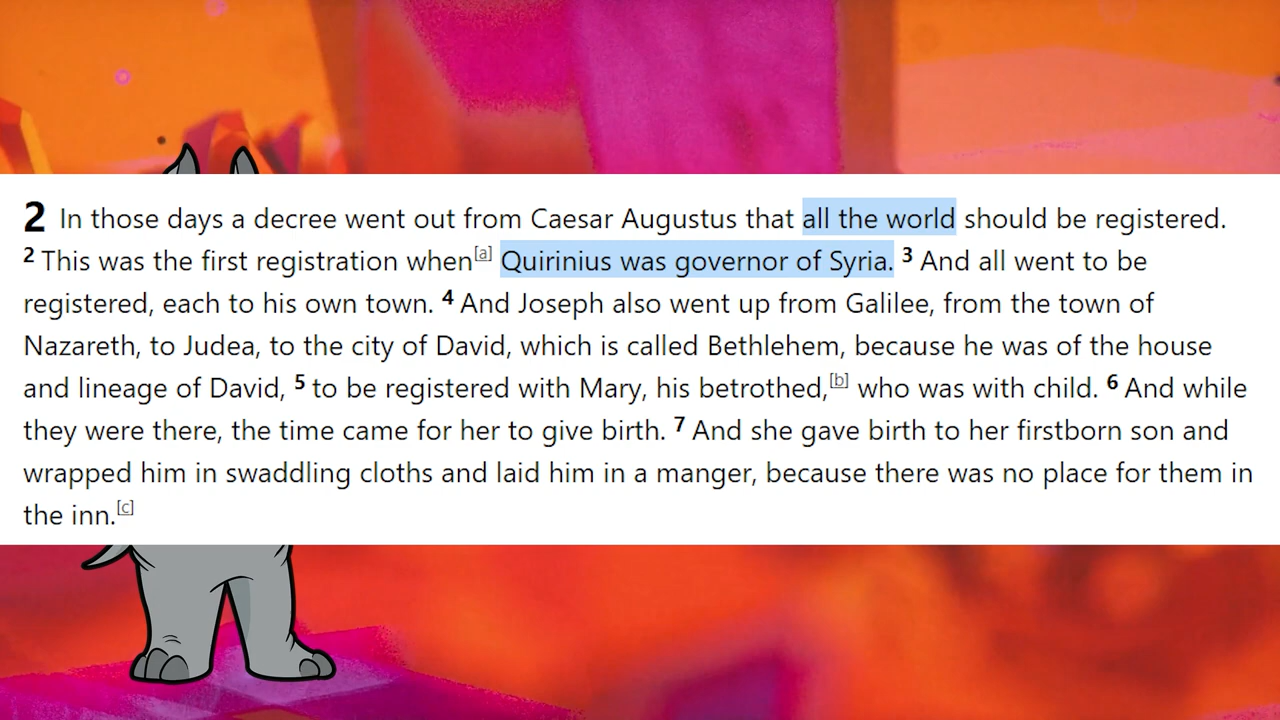 2 In those days a decree went out from Caesar Augustus that all the world should be registered.
2 This was the first registration when[a] Quirinius was governor of Syria. 3 And all went to be
registered, each to his own town. 4 And Joseph also went up from Galilee, from the town of
Nazareth, to Judea, to the city of David, which is called Bethlehem, because he was of the house
and lineage of David, 5 to be registered with Mary, his betrothed,[b] who was with child. 6 And while
they were there, the time came for her to give birth. 7 And she gave birth to her firstborn son and
wrapped him in swaddling cloths and laid him in a manger, because there was no place for them in
the inn.[c]